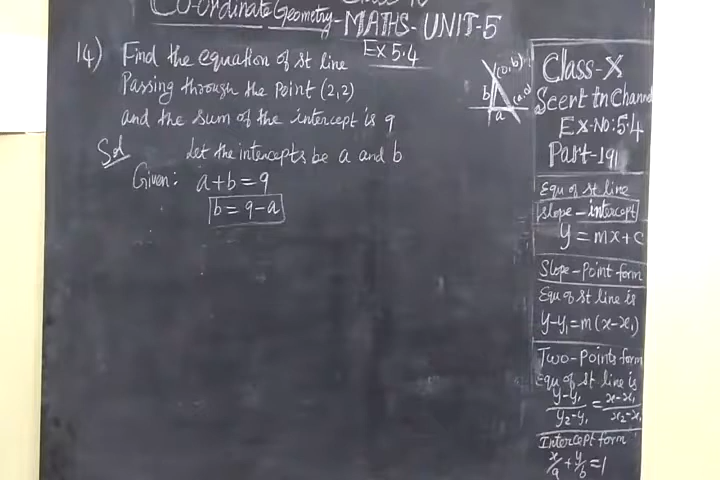 Co-ordinate Geometry - MATHS - UNIT-5
EX 5.4
14) Find the equation of st line
Passing through the Point (2,2)
and the sum of the intercept is 9
Sol
Let the intercepts be a and b
Given: a+b=9
b = 9-a
(0,b)
b
(a,0)
a
Class-X
Seert tn Channel
Ex-No:5.4
Part-191
Equ of st line
slope-intercept
y = mx+c
Slope-Point form
Equ of st line is
y-y₁=m(x-x₁)
Two-Points form
Equ of st line is
y-y₁/y₂-y₁ = x-x₁/x₂-x₁
Intercept form
x/a + y/b = 1